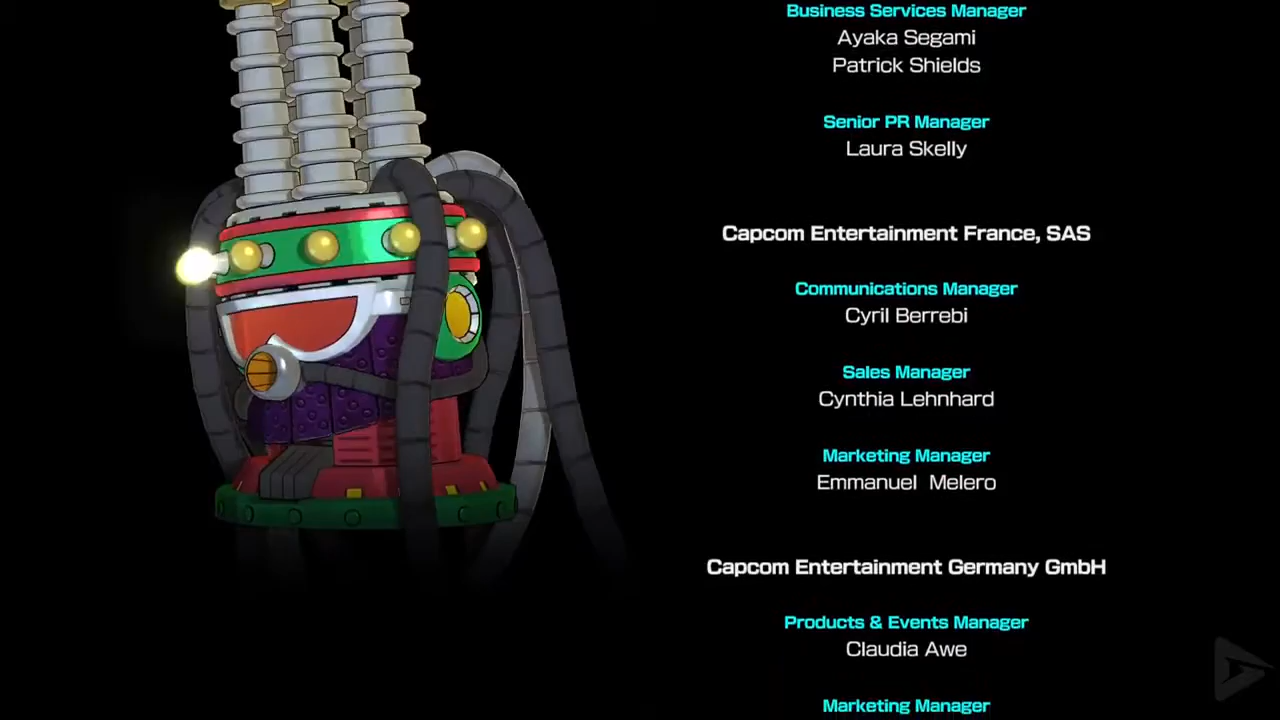 Business Services Manager
Ayaka Segami
Patrick Shields
Senior PR Manager
Laura Skelly
Capcom Entertainment France, SAS
Communications Manager
Cyril Berrebi
Sales Manager
Cynthia Lehnhard
Marketing Manager
Emmanuel  Melero
Capcom Entertainment Germany GmbH
Products & Events Manager
Claudia Awe
Marketing Manager